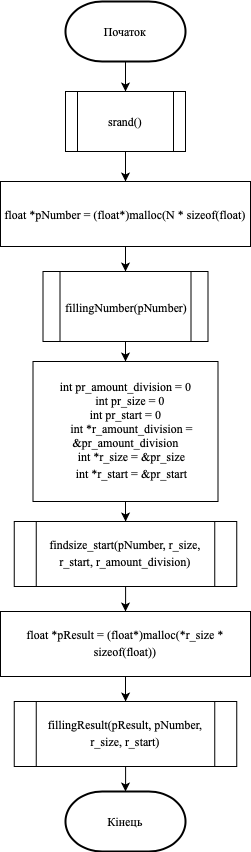 Початок
srand()
float *pNumber = (float*)malloc(N * sizeof(float)
fillingNumber(pNumber)
int pr_amount_division = 0
int pr_size = 0
int pr_start = 0
int *r_amount_division =
&pr_amount_division
int *r_size = &pr_size
int *r_start = &pr_start
findsize_start(pNumber, r_size,
r_start, r_amount_division)
float *pResult = (float*)malloc(*r_size *
sizeof(float))
fillingResult(pResult, pNumber,
r_size, r_start)
Кінець